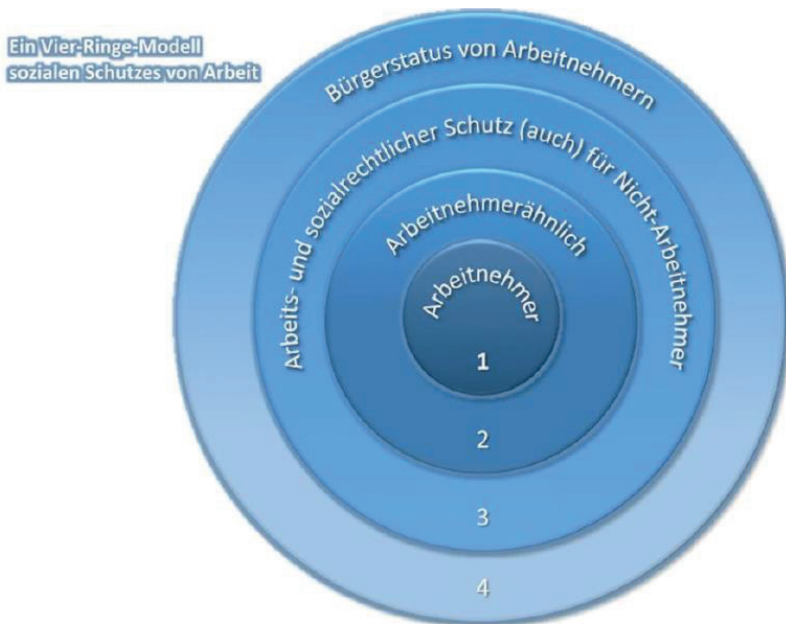 Ein Vier-Ringe-Modell
sozialen Schutzes von Arbeit
Bürgerstatus von Arbeitnehmern
Arbeits- und sozialrechtlicher Schutz (auch) für Nicht-Arbeitnehmer
Arbeitnehmerähnlich
Arbeitnehmer
1
2
3
4